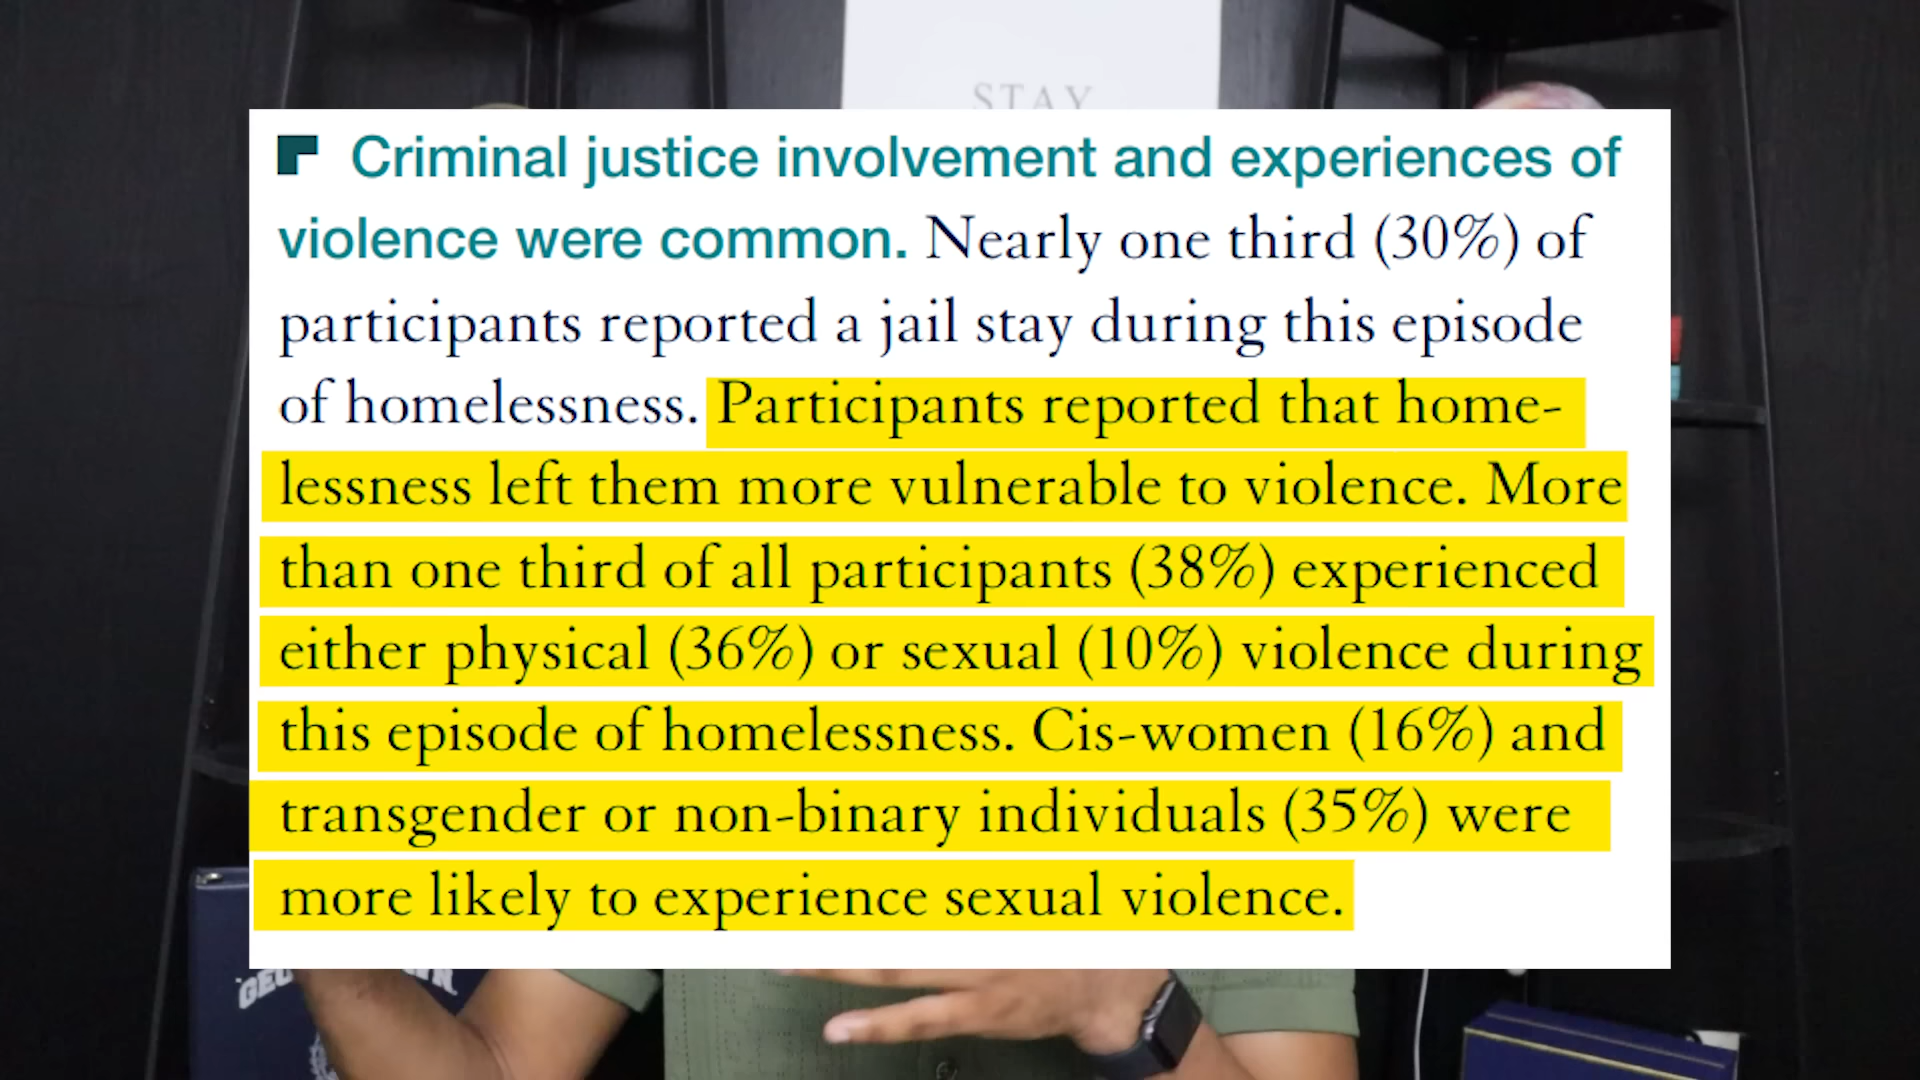 STAY
Criminal justice involvement and experiences of
violence were common. Nearly one third (30%) of
participants reported a jail stay during this episode
of homelessness. Participants reported that home-
lessness left them more vulnerable to violence. More
than one third of all participants (38%) experienced
either physical (36%) or sexual (10%) violence during
this episode of homelessness. Cis-women (16%) and
transgender or non-binary individuals (35%) were
more likely to experience sexual violence.